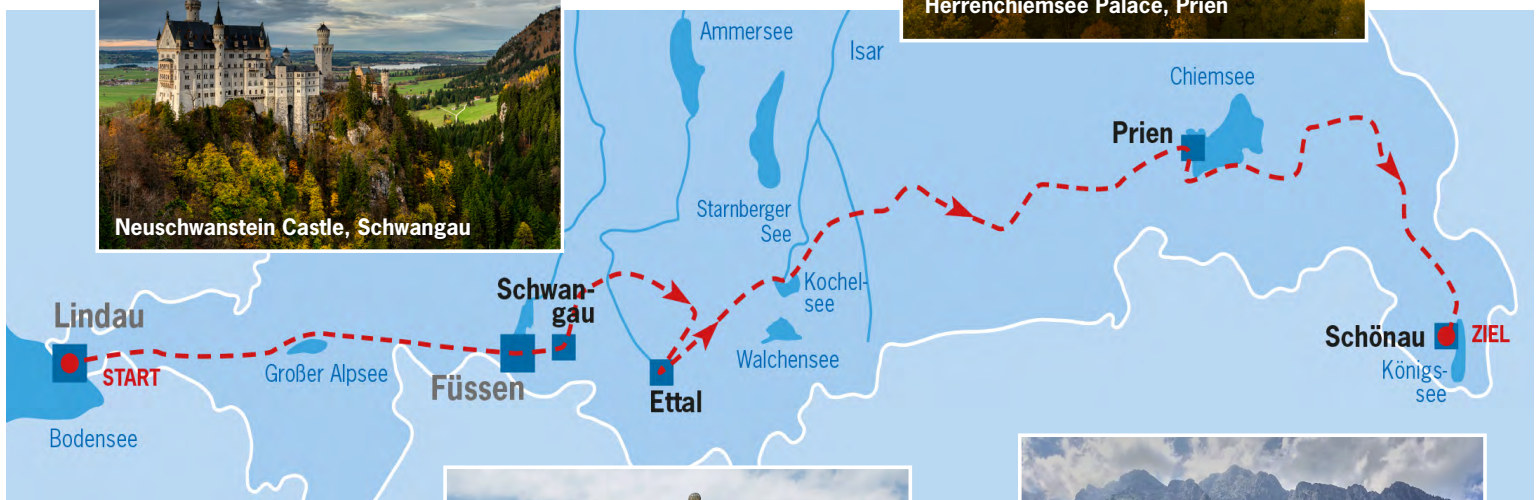 Herrenchiemsee Palace, Prien
Ammersee
Isar
Chiemsee
Prien
Neuschwanstein Castle, Schwangau
Starnberger
See
Schwan-
gau
Kochel-
see
Lindau
START
Großer Alpsee
Füssen
Walchensee
Ettal
Schönau
ZIEL
Königs-
see
Bodensee